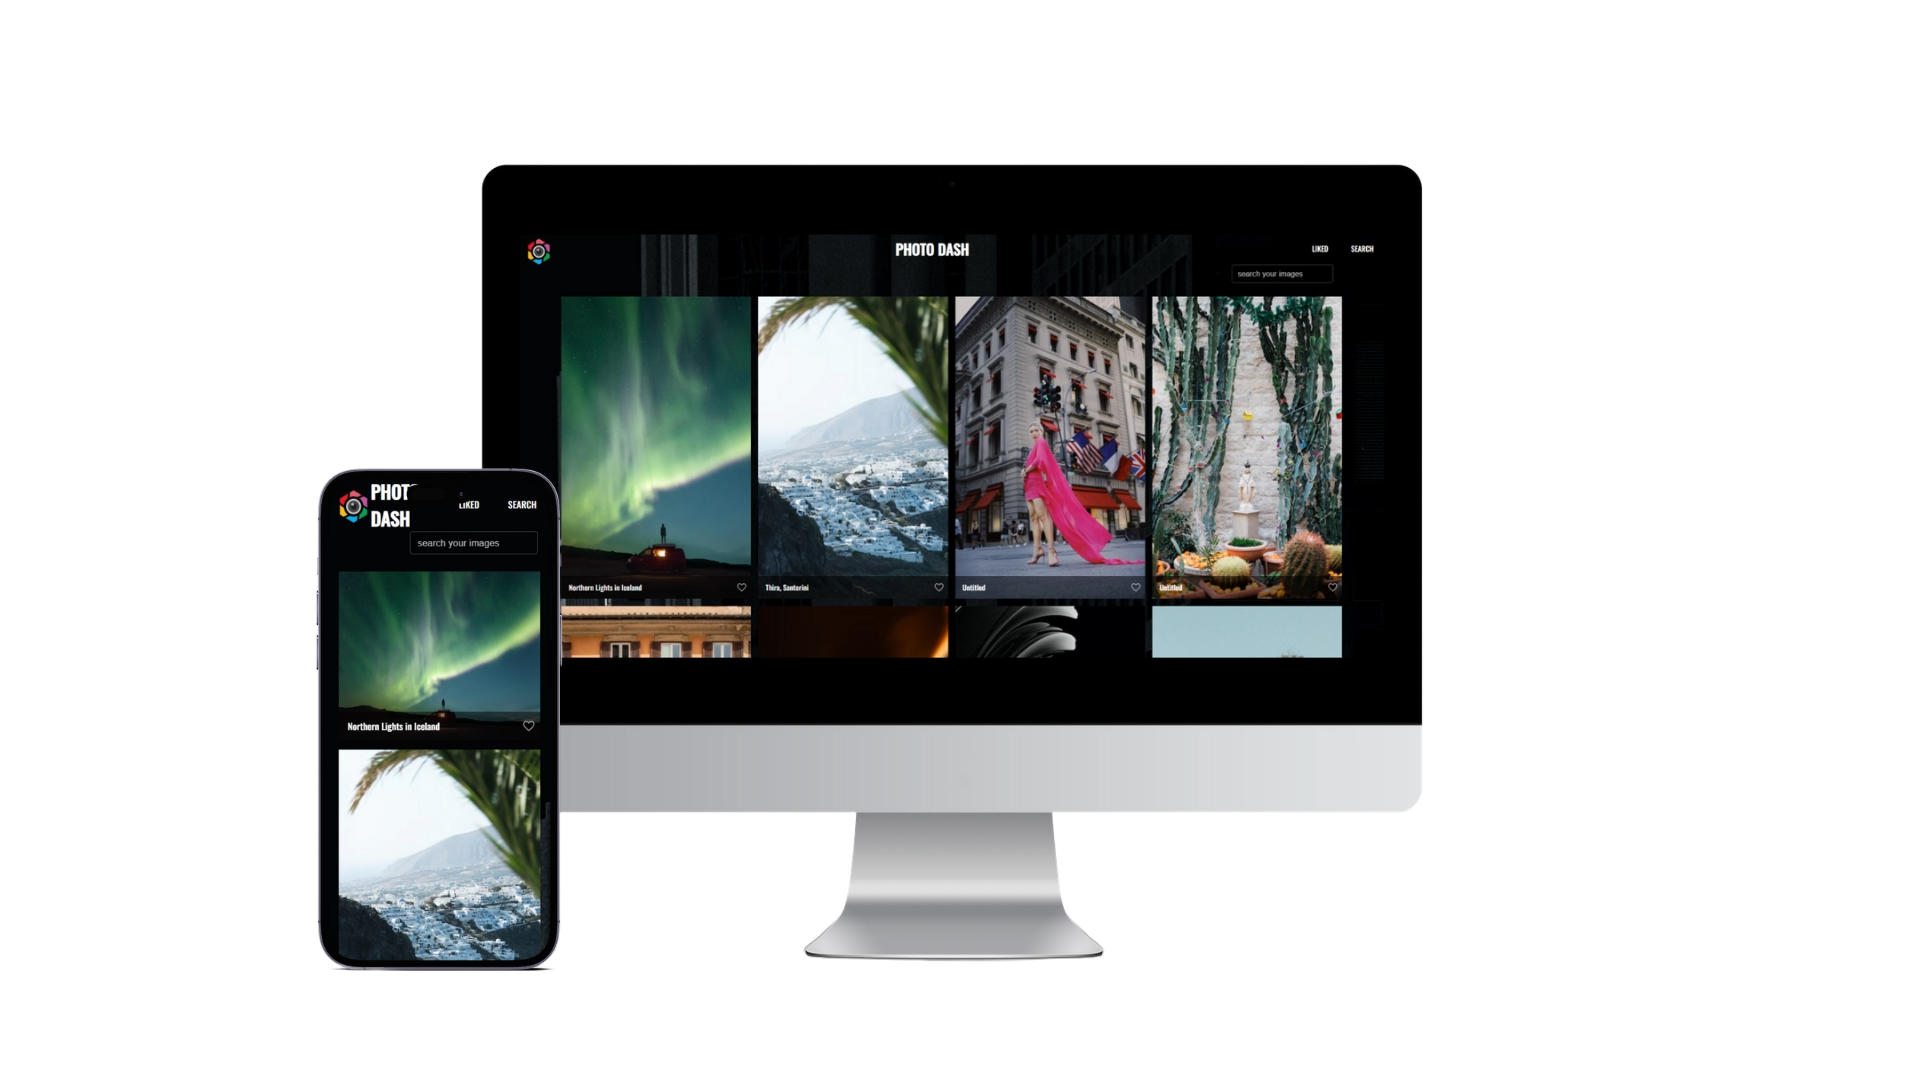 PHOTO DASH
LIKED
SEARCH
search your images
Northern Lights in Iceland
Thira, Santorini
Untitled
Untitled
PHOT
DASH
LIKED
SEARCH
search your images
Northern Lights in Iceland